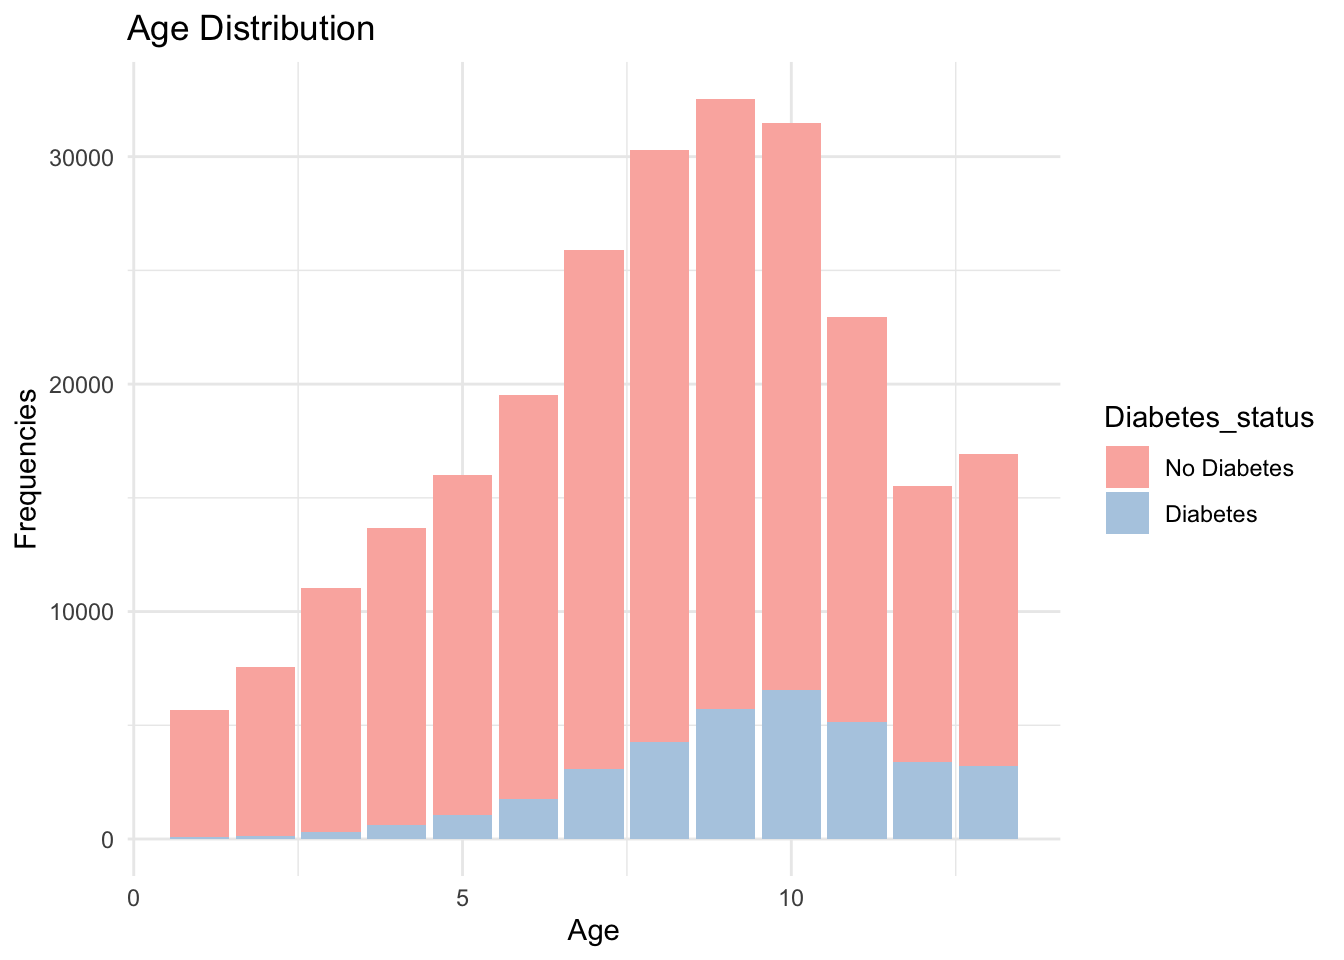 Age Distribution
30000
20000
10000
0
Frequencies
0
5
10
Age
Diabetes_status
No Diabetes
Diabetes